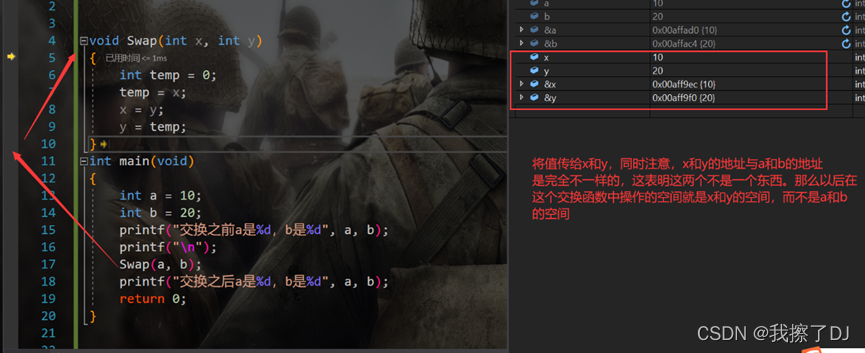 2
3
4 void Swap(int x, int y)
5 { 已用时间 <= 1ms
6 int temp = 0;
7 temp = x;
8 x = y;
9 y = temp;
10 }
11 int main(void)
12 {
13 int a = 10;
14 int b = 20;
15 printf("交换之前a是%d, b是%d", a, b);
16 printf("\n");
17 Swap(a, b);
18 printf("交换之后a是%d, b是%d", a, b);
19 return 0;
20 }
21
22
a 10 int
b 20 int
&a 0x00affad0 {10} int
&b 0x00affac4 {20} int
x 10 int
y 20 int
&x 0x00aff9ec {10} int
&y 0x00aff9f0 {20} int
将值传给x和y，同时注意，x和y的地址与a和b的地址
是完全不一样的，这表明这两个不是一个东西。那么以后在
这个交换函数中操作的空间就是x和y的空间，而不是a和b
的空间
CSDN @我擦了DJ